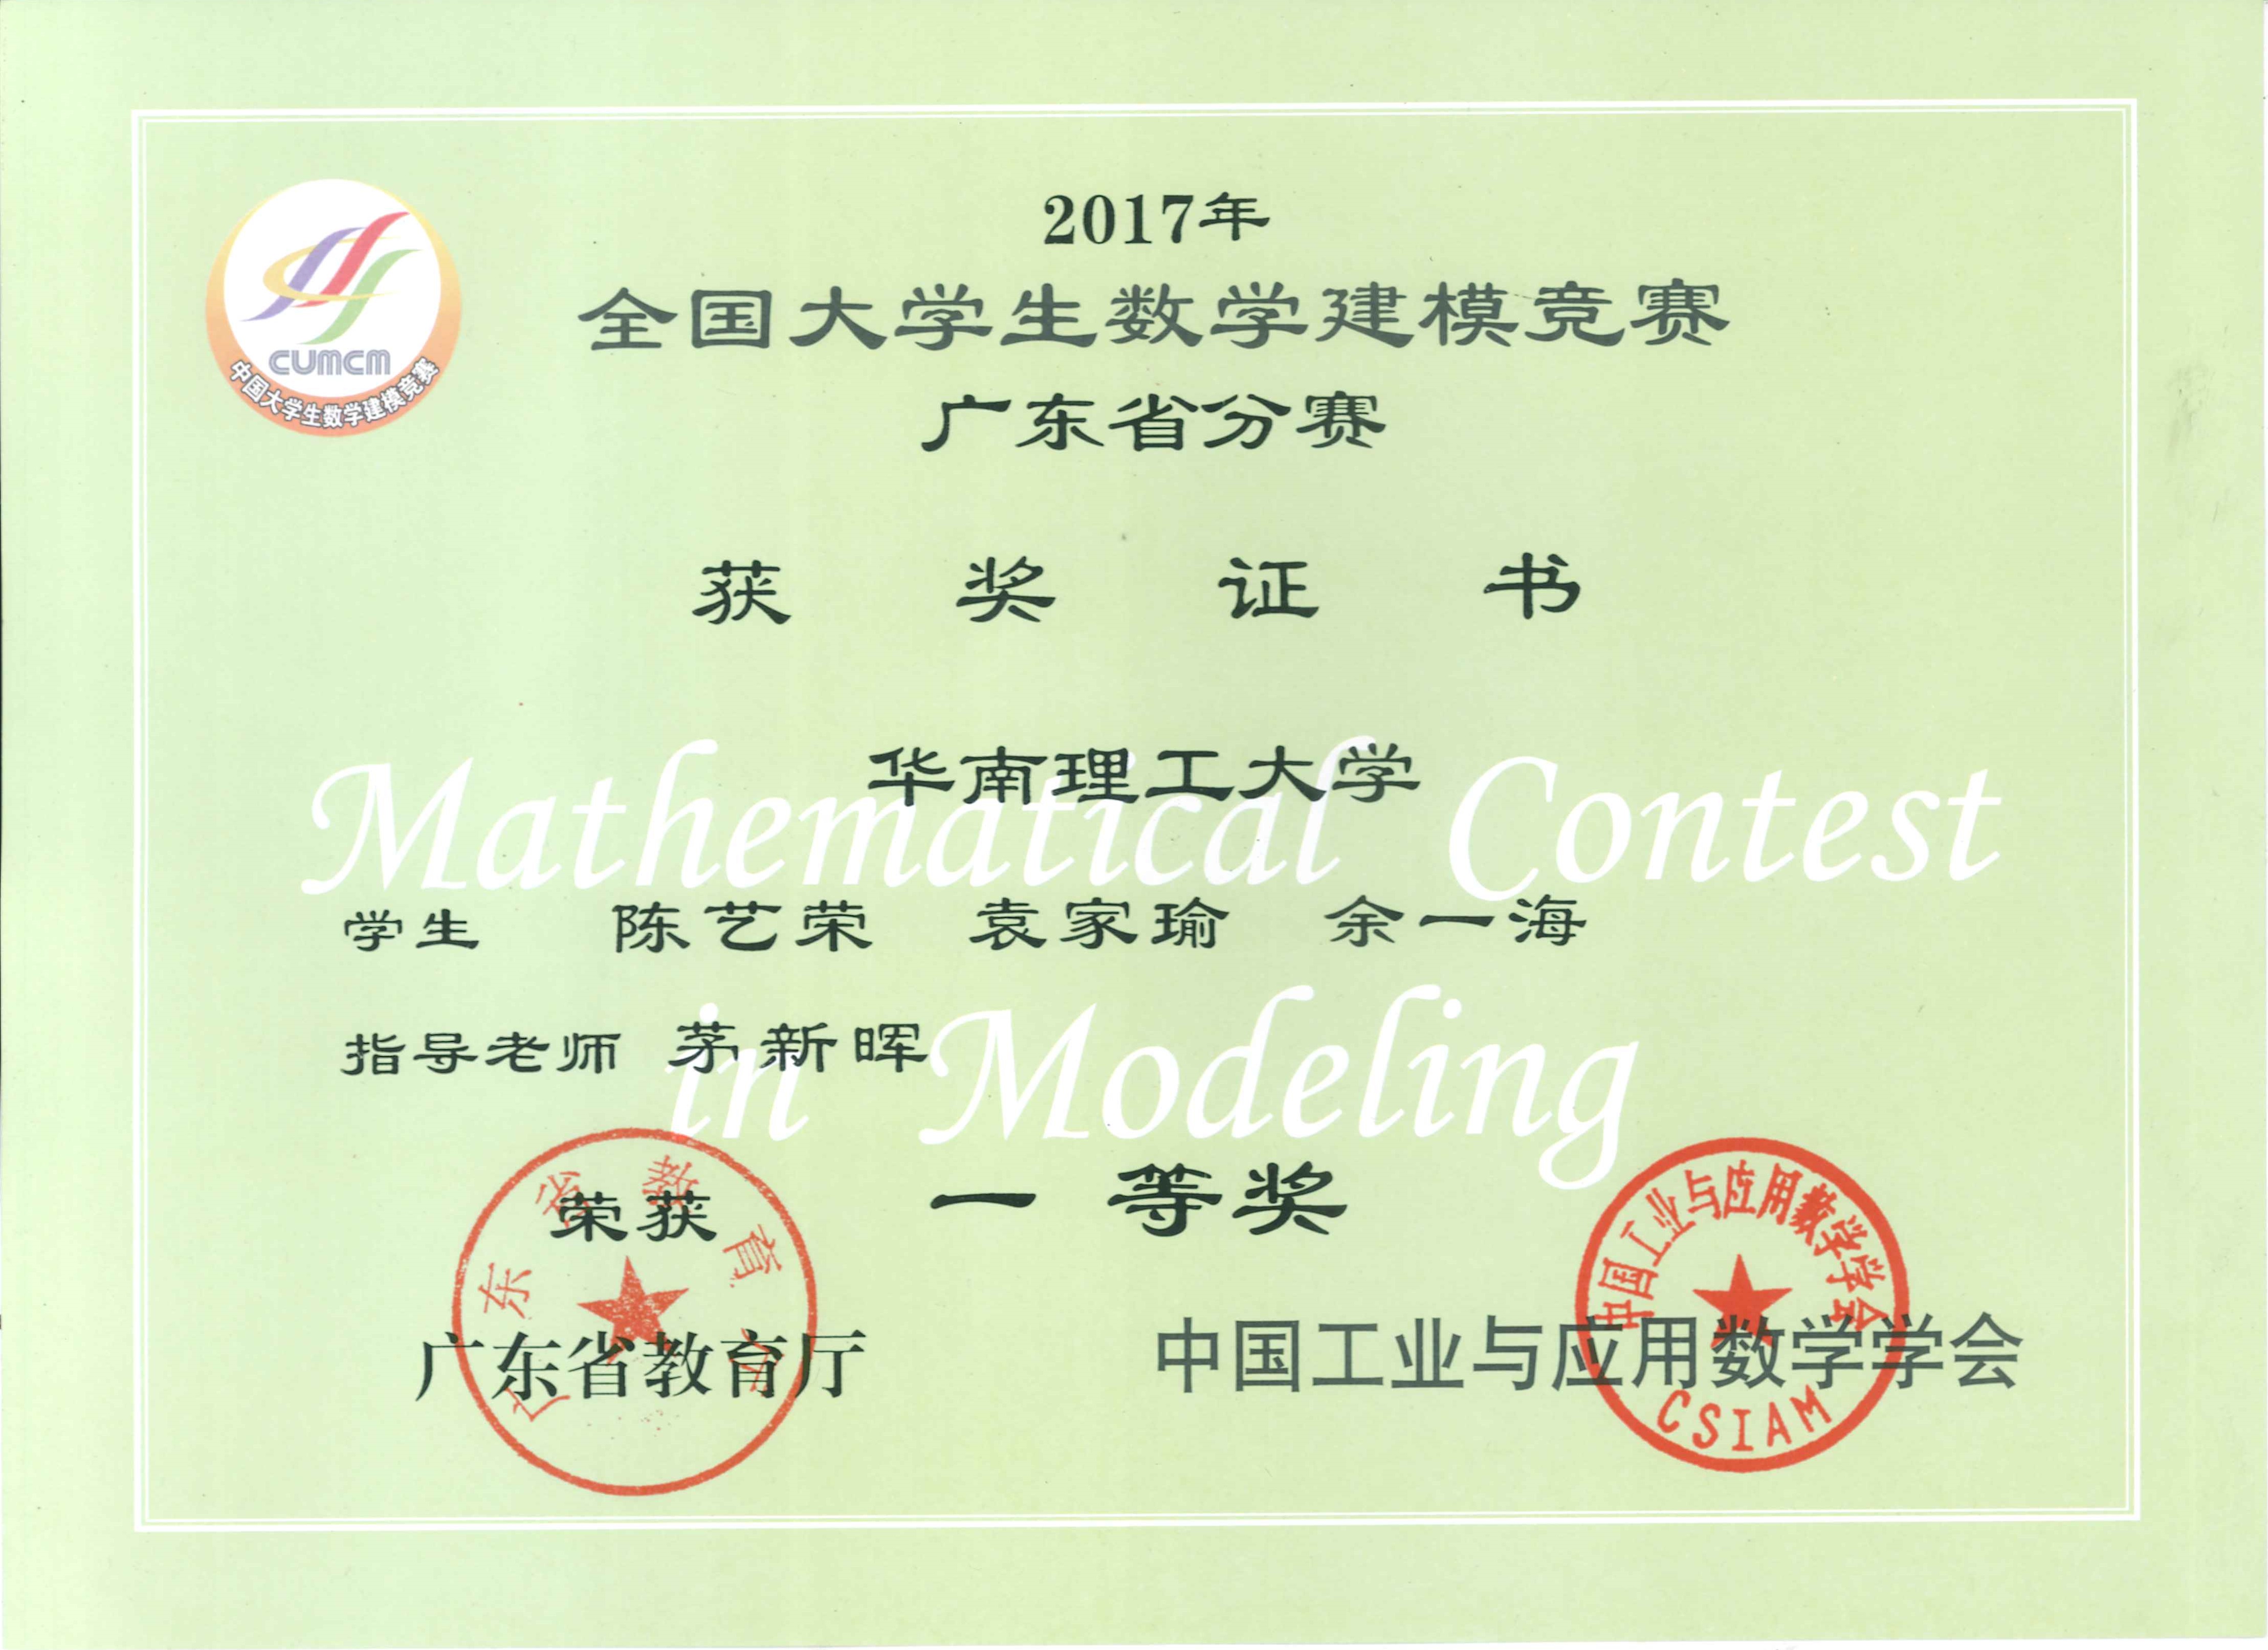 2017年
CUMCM
中国大学生数学建模竞赛
全国大学生数学建模竞赛
广东省分赛
获奖证书
华南理工大学
Mathematical Contest
学生 陈艺荣 袁家瑜 余一海
in Modeling
指导老师 茅新晖
荣获 一等奖
广东省教育厅
中国工业与应用数学学会
广东省教育厅
中国工业与应用数学学会
CSIAM